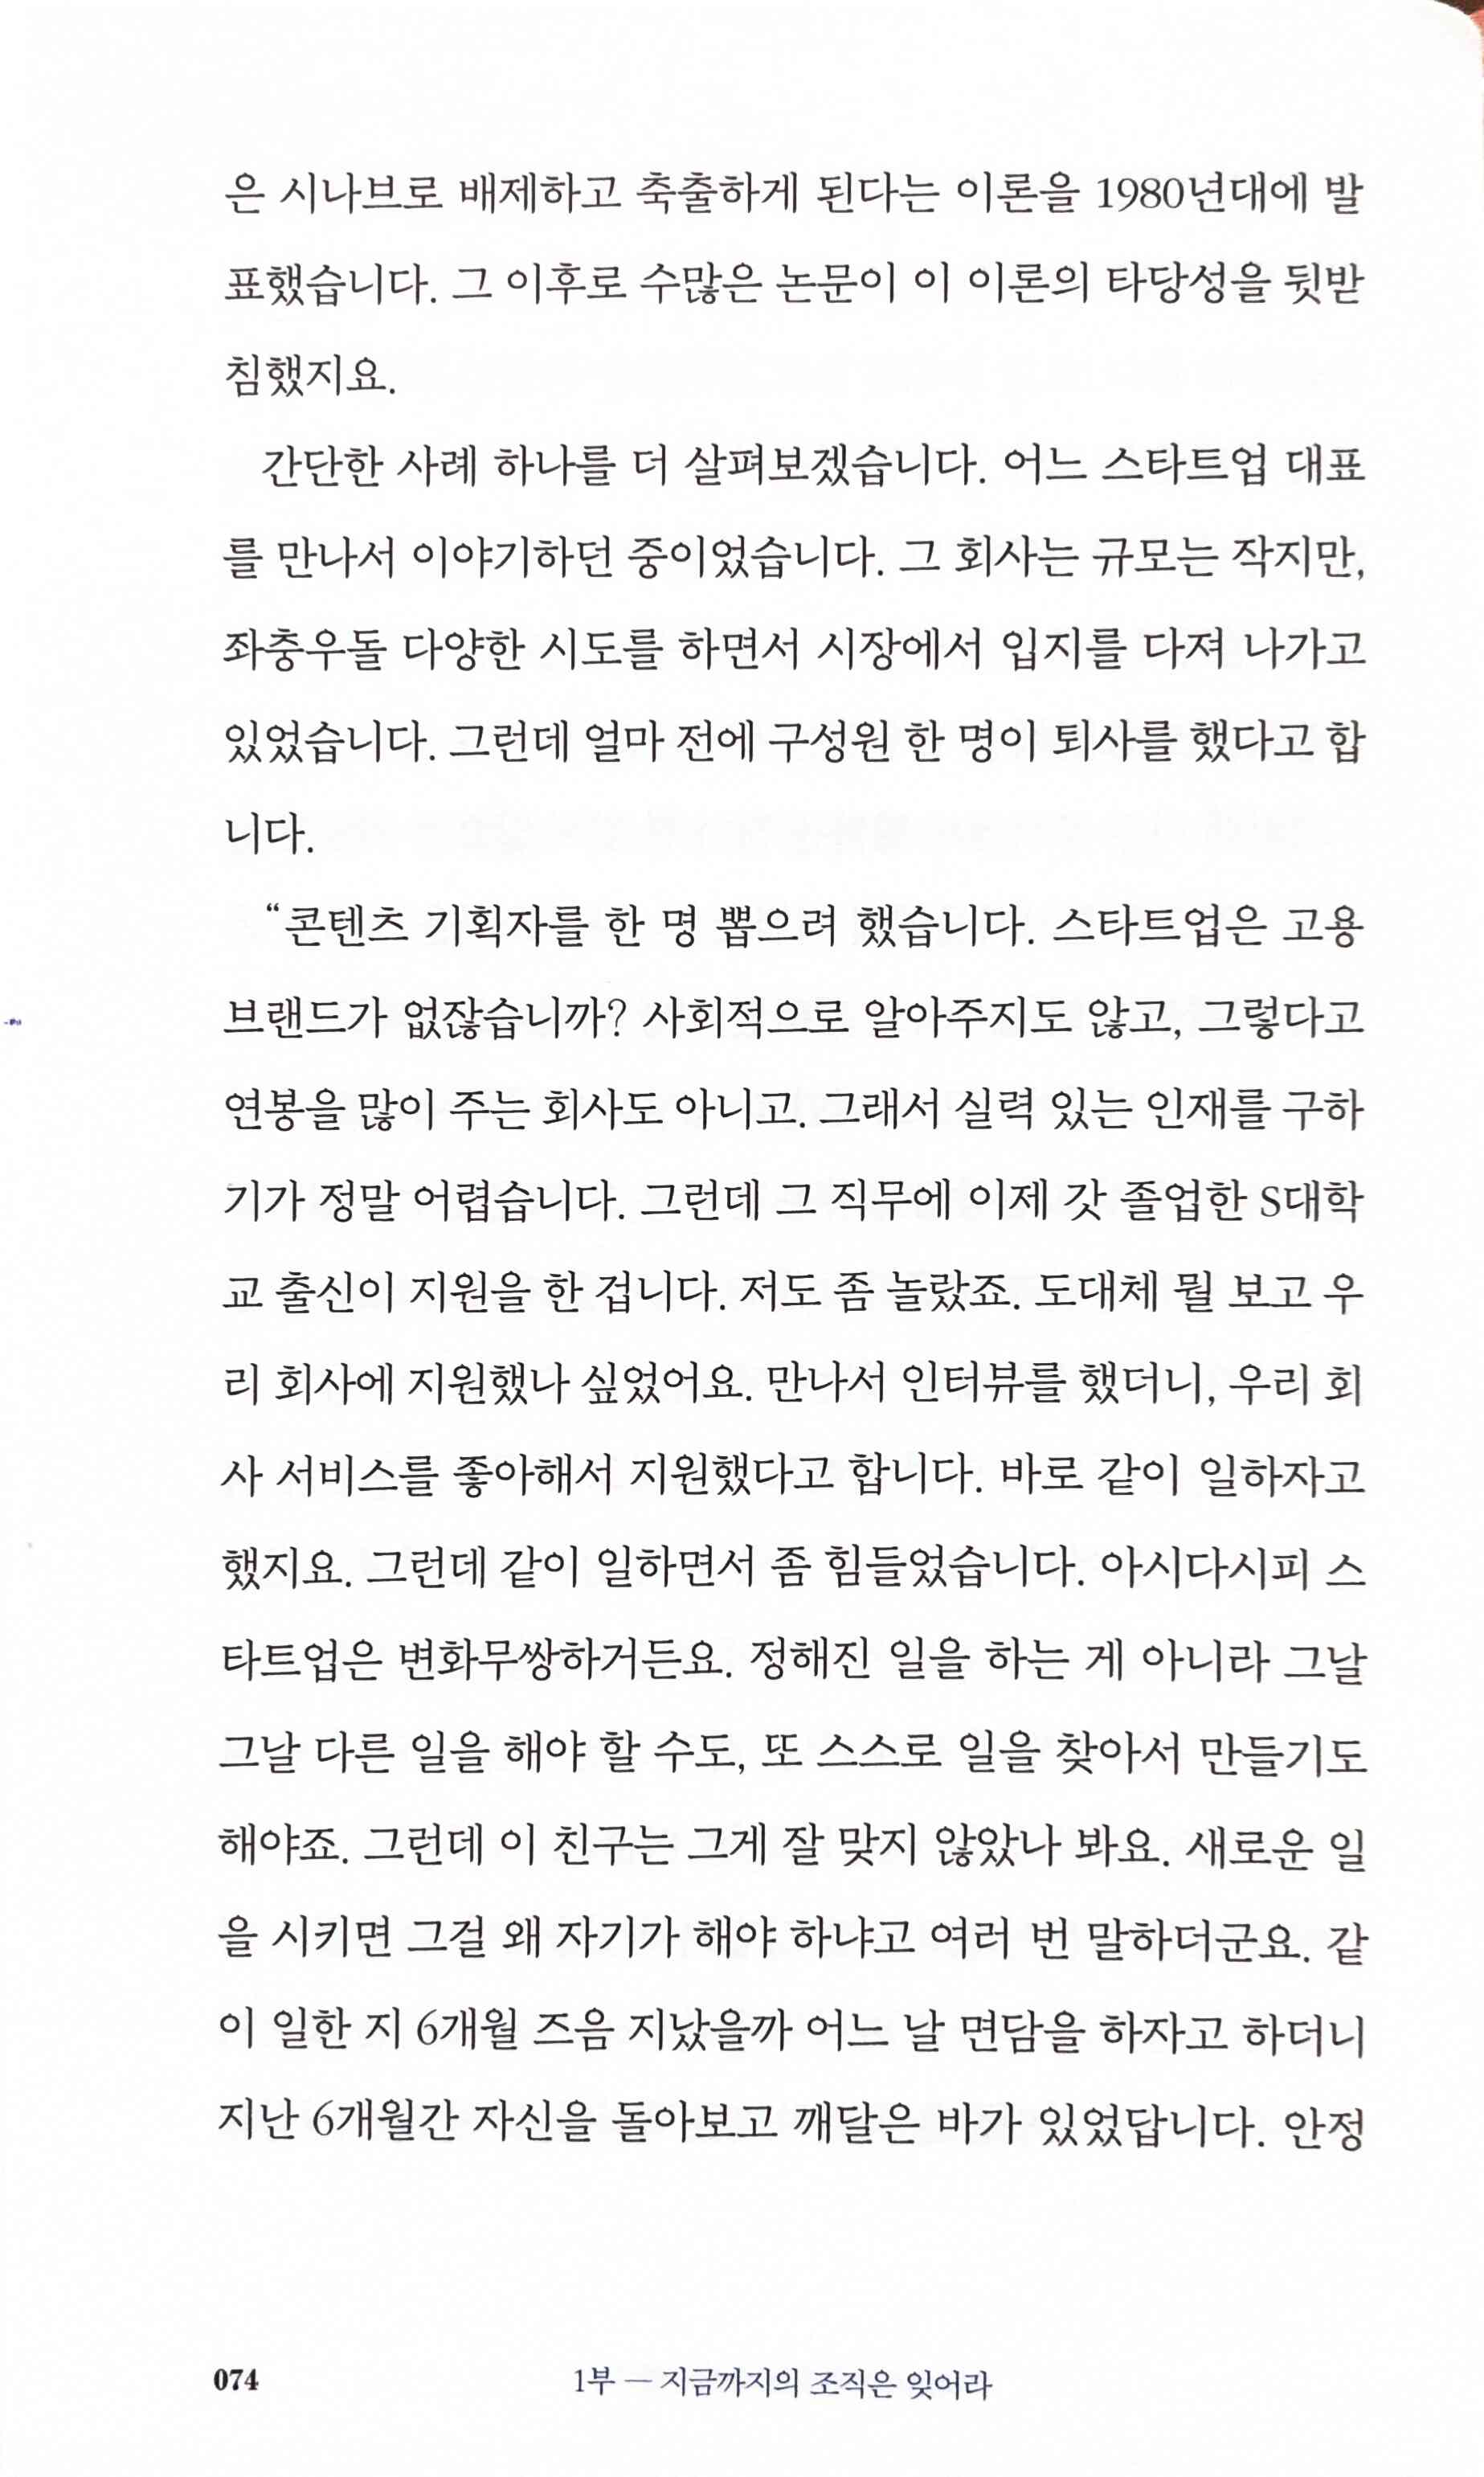 은 시나브로 배제하고 축출하게 된다는 이론을 1980년대에 발
표했습니다. 그 이후로 수많은 논문이 이 이론의 타당성을 뒷받
침했지요.
간단한 사례 하나를 더 살펴보겠습니다. 어느 스타트업 대표
를 만나서 이야기하던 중이었습니다. 그 회사는 규모는 작지만,
좌충우돌 다양한 시도를 하면서 시장에서 입지를 다져 나가고
있었습니다. 그런데 얼마 전에 구성원 한 명이 퇴사를 했다고 합
니다.
“콘텐츠 기획자를 한 명 뽑으려 했습니다. 스타트업은 고용
브랜드가 없잖습니까? 사회적으로 알아주지도 않고, 그렇다고
연봉을 많이 주는 회사도 아니고. 그래서 실력 있는 인재를 구하
기가 정말 어렵습니다. 그런데 그 직무에 이제 갓 졸업한 S대학
교 출신이 지원을 한 겁니다. 저도 좀 놀랐죠. 도대체 뭘 보고 우
리 회사에 지원했나 싶었어요. 만나서 인터뷰를 했더니, 우리 회
사 서비스를 좋아해서 지원했다고 합니다. 바로 같이 일하자고
했지요. 그런데 같이 일하면서 좀 힘들었습니다. 아시다시피 스
타트업은 변화무쌍하거든요. 정해진 일을 하는 게 아니라 그날
그날 다른 일을 해야 할 수도, 또 스스로 일을 찾아서 만들기도
해야죠. 그런데 이 친구는 그게 잘 맞지 않았나 봐요. 새로운 일
을 시키면 그걸 왜 자기가 해야 하냐고 여러 번 말하더군요. 같
이 일한 지 6개월 즈음 지났을까 어느 날 면담을 하자고 하더니
지난 6개월간 자신을 돌아보고 깨달은 바가 있었답니다. 안정
074
1부 — 지금까지의 조직은 잊어라